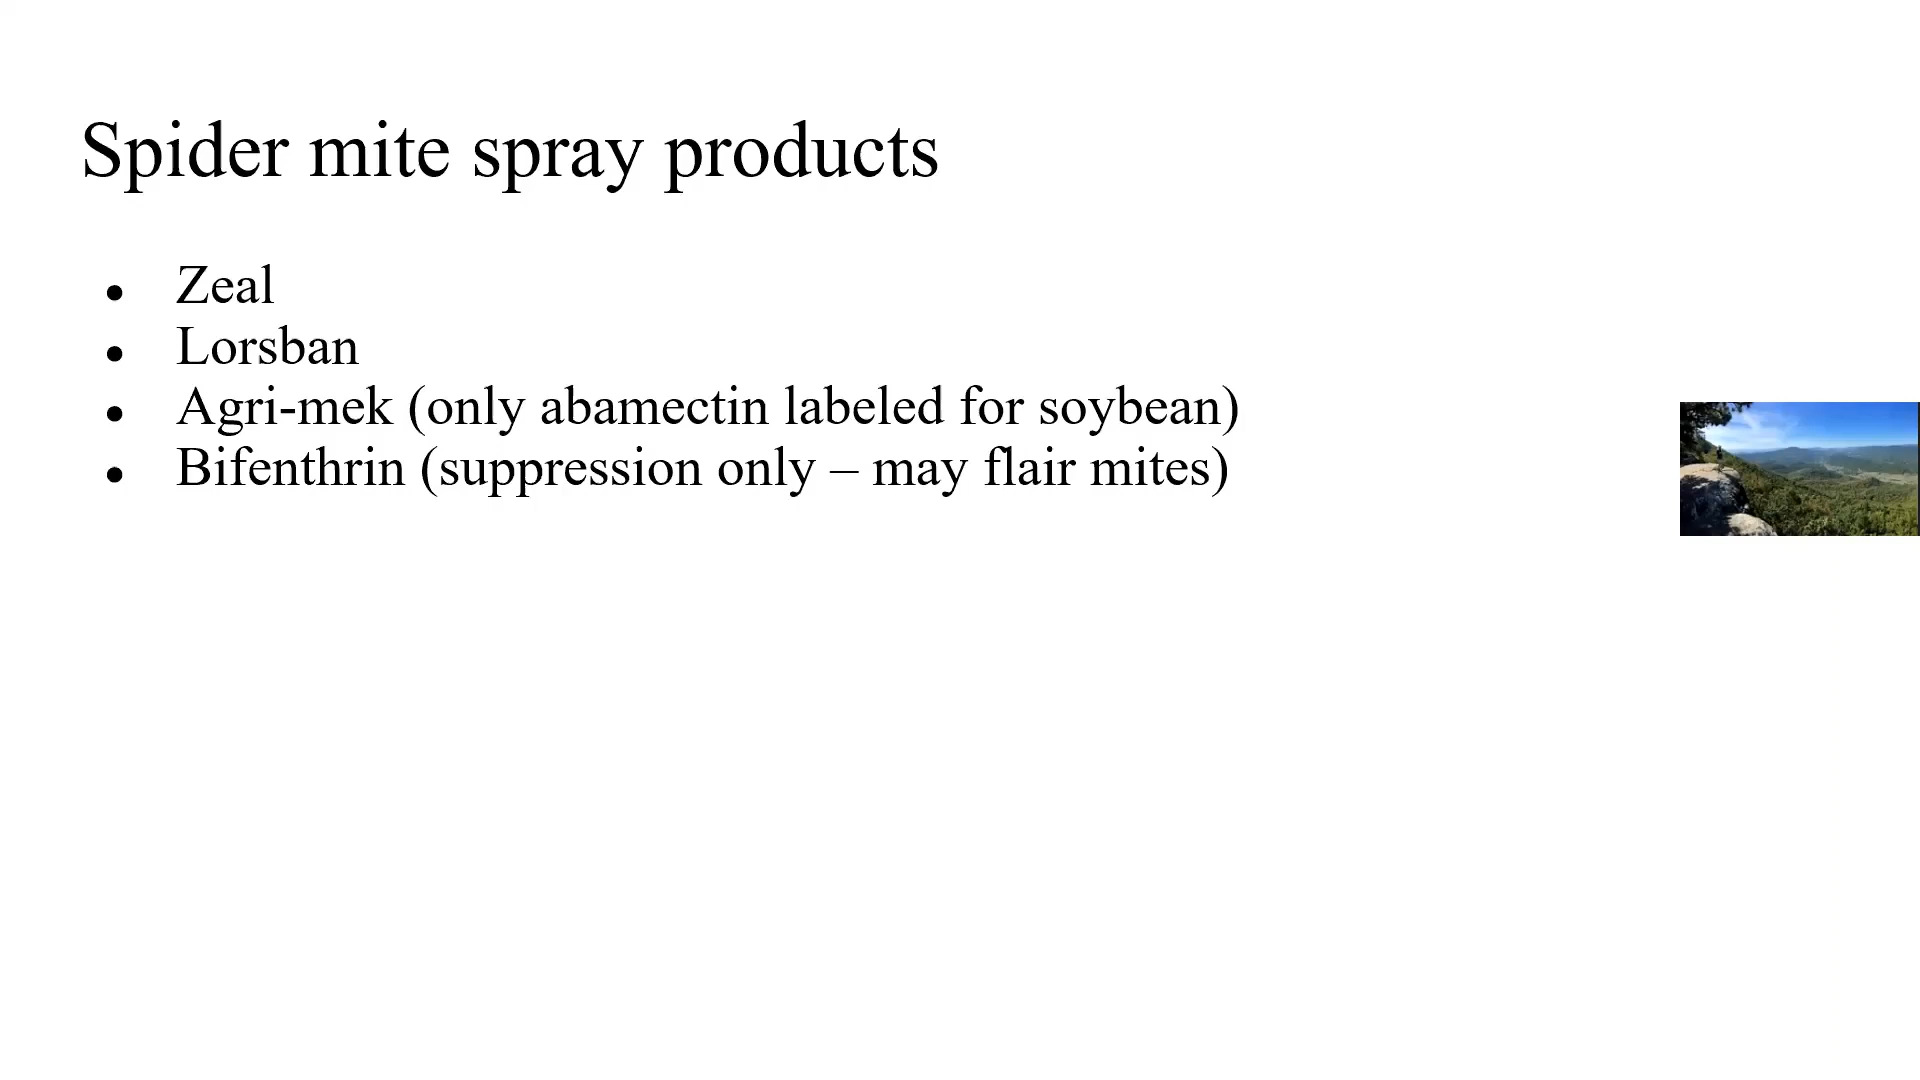 Spider mite spray products
• Zeal
• Lorsban
• Agri-mek (only abamectin labeled for soybean)
• Bifenthrin (suppression only – may flair mites)